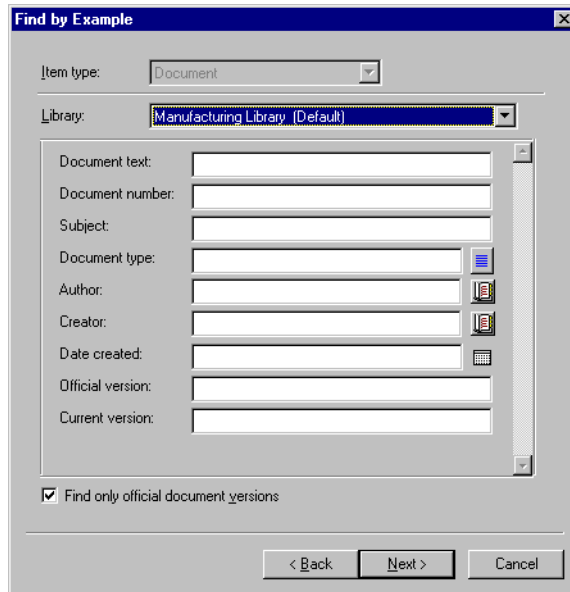 Find by Example
Item type: Document
Library: Manufacturing Library (Default)
Document text:
Document number:
Subject:
Document type:
Author:
Creator:
Date created:
Official version:
Current version:
Find only official document versions
< Back Next > Cancel